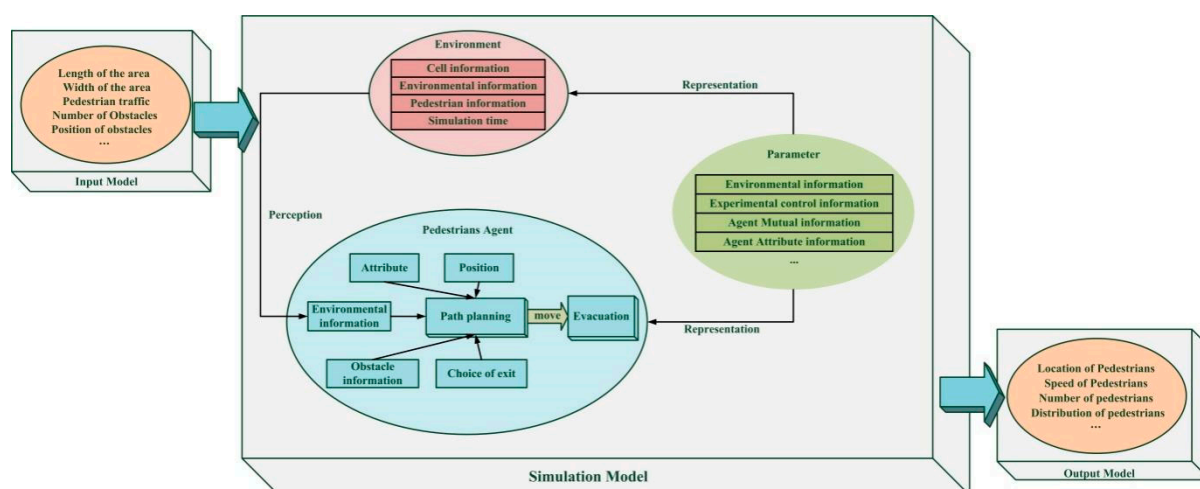 Length of the area
Width of the area
Pedestrian traffic
Number of Obstacles
Position of obstacles
...
Input Model
Environment
Cell information
Environmental information
Pedestrian information
Simulation time
Representation
Parameter
Environmental information
Experimental control information
Agent Mutual information
Agent Attribute information
...
Representation
Perception
Pedestrians Agent
Attribute
Position
Environmental
information
Path planning
move
Evacuation
Obstacle
information
Choice of exit
Simulation Model
Location of Pedestrians
Speed of Pedestrians
Number of pedestrians
Distribution of pedestrians
...
Output Model